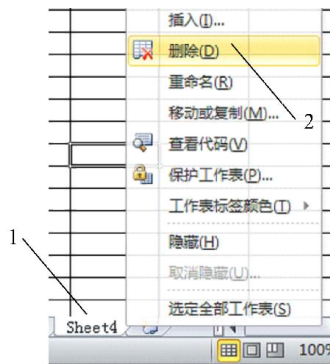 插入(I)...
删除(D)
重命名(R)
移动或复制(M)...
2
查看代码(V)
保护工作表(P)...
工作表标签颜色(T)
1
隐藏(H)
取消隐藏(U)...
选定全部工作表(S)
Sheet4
100%